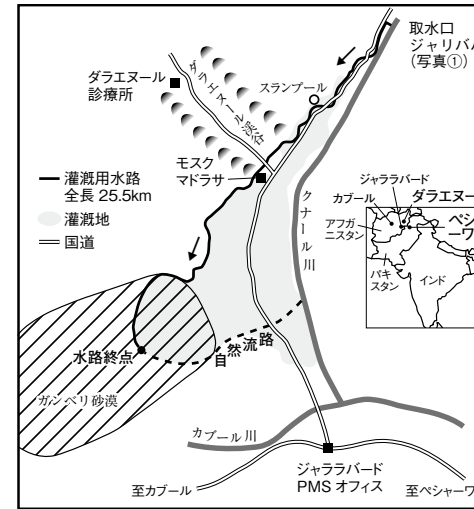 取水口
ジャリバ
(写真①)
ダラエヌール
診療所
ダラエヌール渓谷
スランプール
モスク
マドラサ
灌漑用水路
全長 25.5km
灌漑地
国道
クナール川
ジャララバード
カブール
ダラエヌー
ペシ
ーワ
アフガ
ニスタン
パキ
スタン
インド
水路終点
自然流路
ガンベリ砂漠
カブール川
ジャララバード
PMS オフィス
至カブール
至ペシャーワ